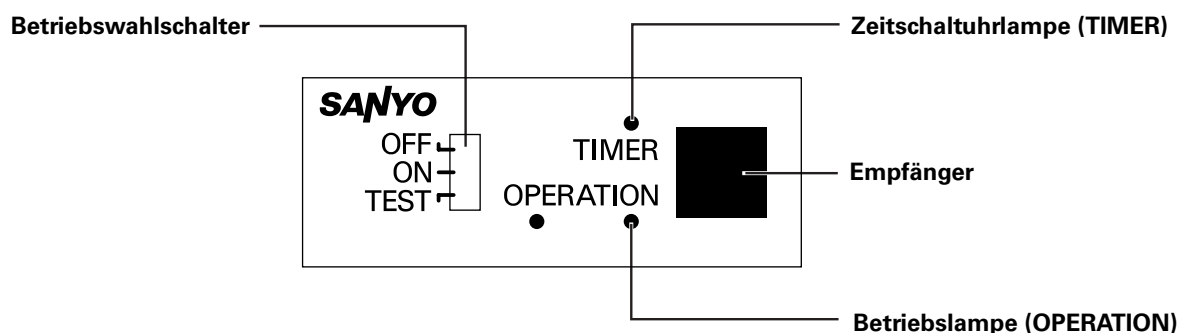 Betriebswahlschalter
Zeitschaltuhrlampe (TIMER)
SANYO
OFF
ON
TEST
TIMER
OPERATION
Empfänger
Betriebslampe (OPERATION)